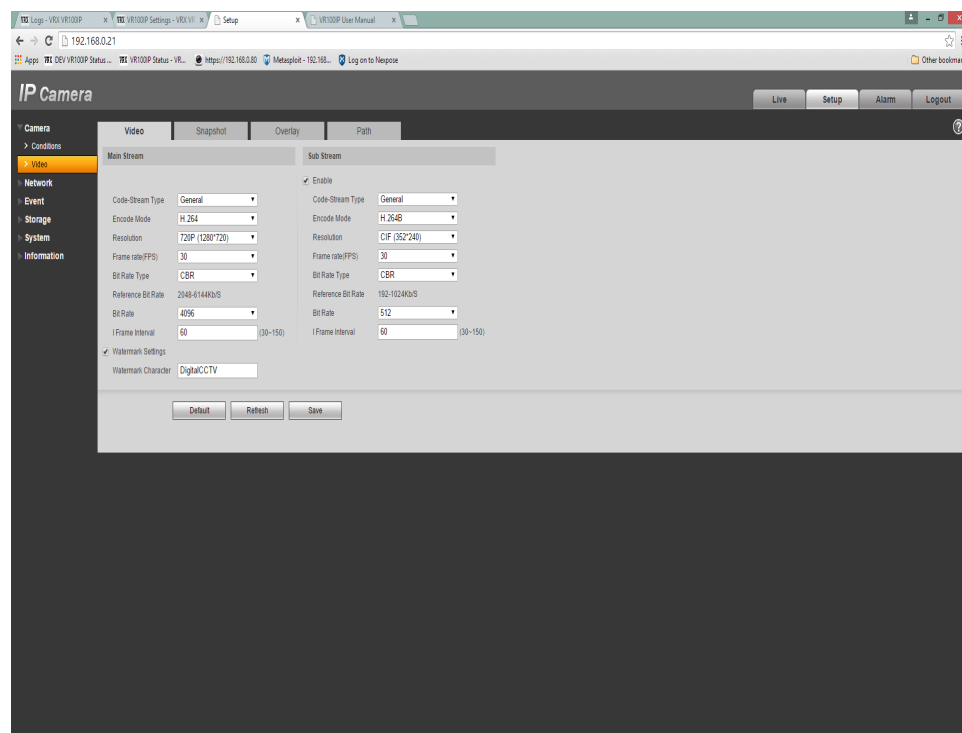 Logs - VRX VR100IP
VR100IP Settings - VRX VI
Setup
VR100IP User Manual
192.168.0.21
Apps
DEV VR100IP Status ...
VR100IP Status - VR...
https://192.168.0.80
Metasploit - 192.168...
Log on to Nexpose
Other bookmar
IP Camera
Live
Setup
Alarm
Logout
Camera
Conditions
Video
Network
Event
Storage
System
Information
Video
Snapshot
Overlay
Path
Main Stream
Sub Stream
Enable
Code-Stream Type General
Code-Stream Type General
Encode Mode H.264
Encode Mode H.264B
Resolution 720P (1280*720)
Resolution CIF (352*240)
Frame rate(FPS) 30
Frame rate(FPS) 30
Bit Rate Type CBR
Bit Rate Type CBR
Reference Bit Rate 2048-6144Kb/S
Reference Bit Rate 192-1024Kb/S
Bit Rate 4096
Bit Rate 512
I Frame Interval 60 (30~150)
I Frame Interval 60 (30~150)
Watermark Settings
Watermark Character DigitalCCTV
Default
Refresh
Save